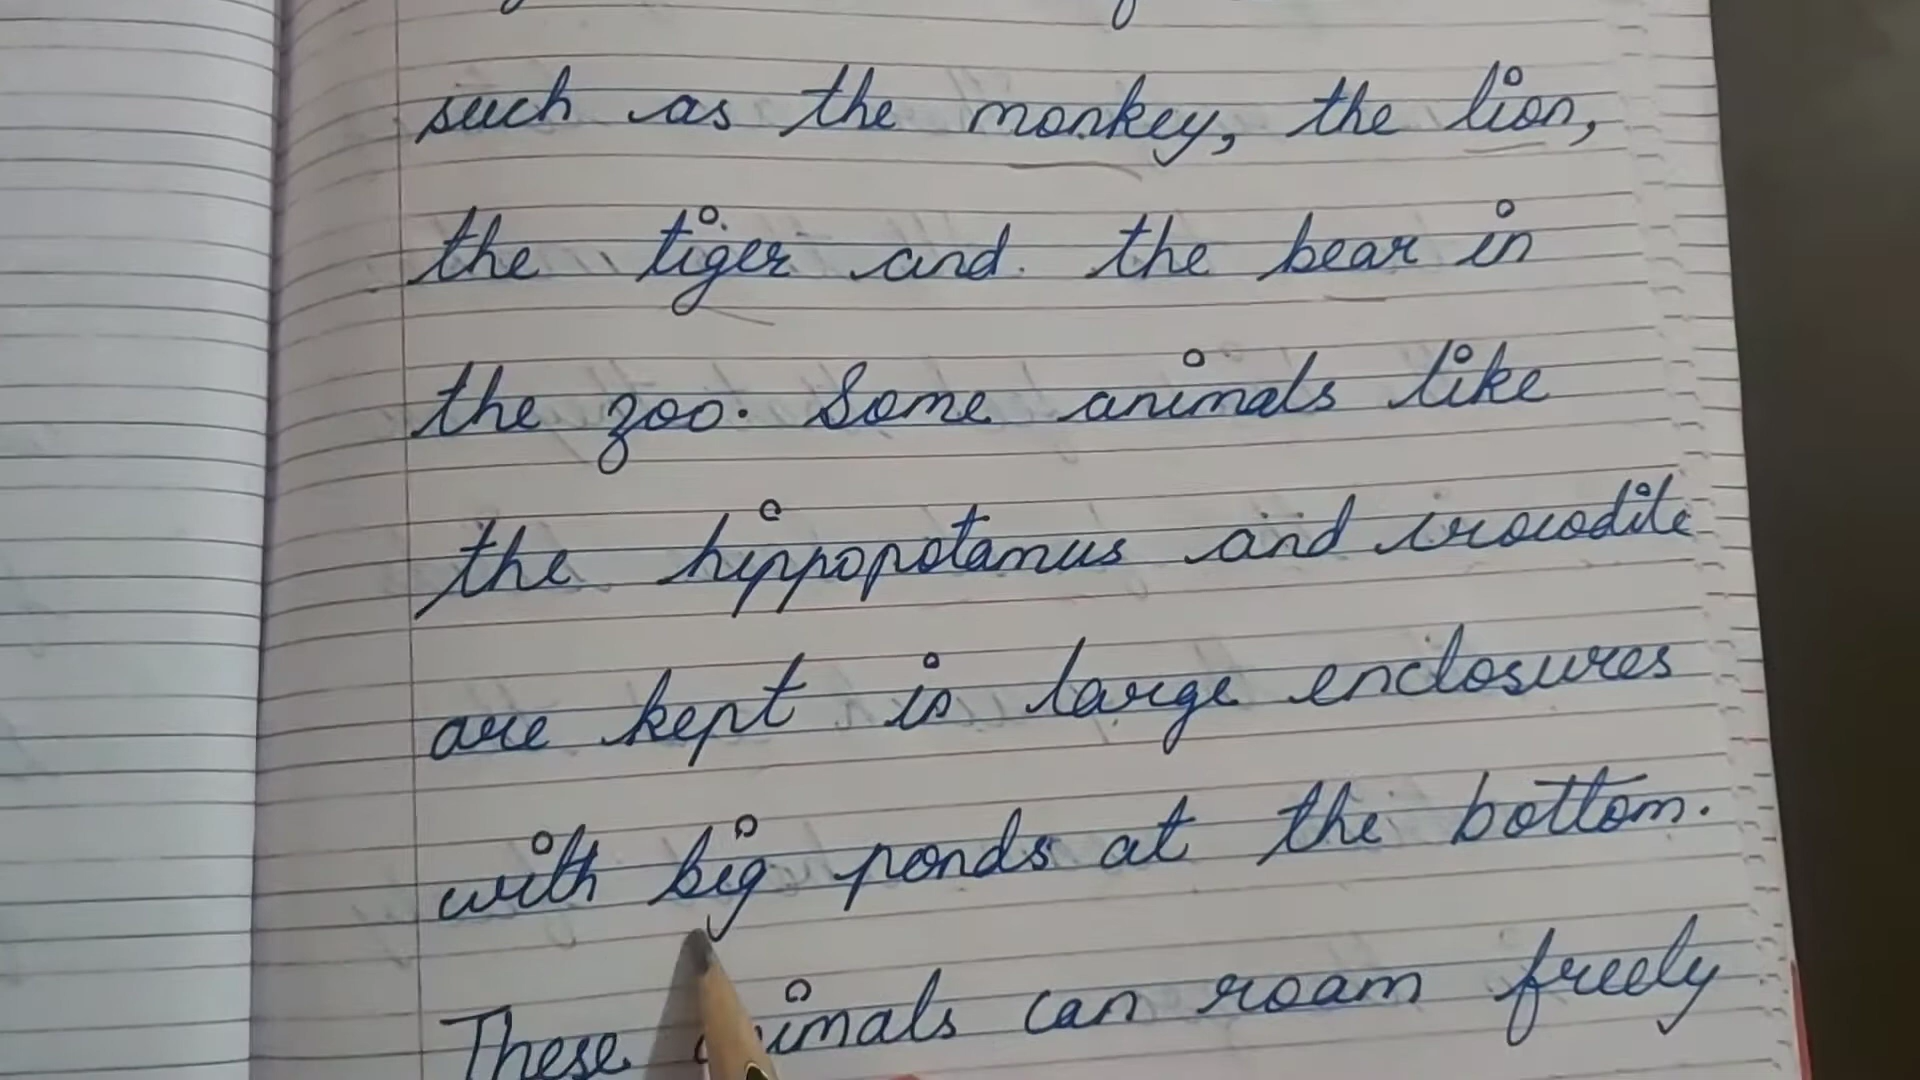 such as the monkey, the lion,
the tiger and the bear in
the zoo. Some animals like
the hippopotamus and crocodile
are kept in large enclosures
with big ponds at the bottom.
These animals can roam freely